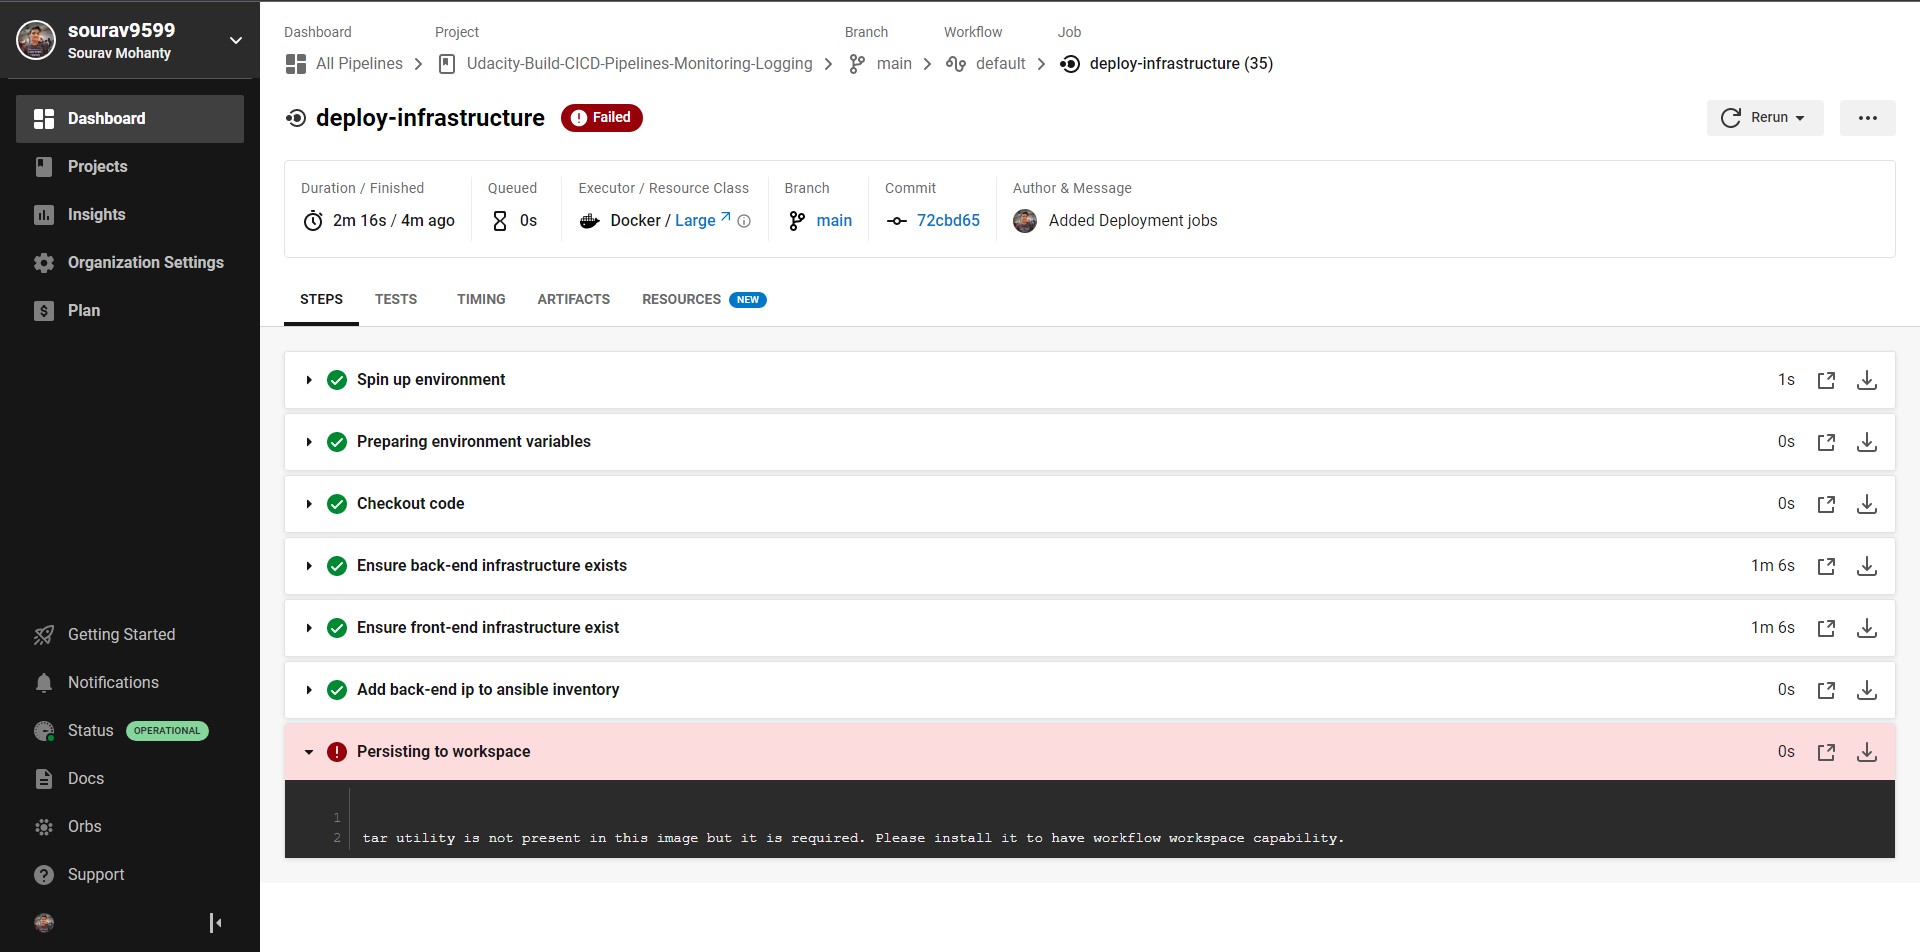 sourav9599
Sourav Mohanty
Dashboard
Projects
Insights
Organization Settings
Plan
Getting Started
Notifications
Status OPERATIONAL
Docs
Orbs
Support
Dashboard Project Branch Workflow Job
All Pipelines Udacity-Build-CICD-Pipelines-Monitoring-Logging main default deploy-infrastructure (35)
deploy-infrastructure Failed
Rerun
Duration / Finished Queued Executor / Resource Class Branch Commit Author & Message
2m 16s / 4m ago 0s Docker / Large main 72cbd65 Added Deployment jobs
STEPS TESTS TIMING ARTIFACTS RESOURCES NEW
Spin up environment 1s
Preparing environment variables 0s
Checkout code 0s
Ensure back-end infrastructure exists 1m 6s
Ensure front-end infrastructure exist 1m 6s
Add back-end ip to ansible inventory 0s
Persisting to workspace 0s
1
2 tar utility is not present in this image but it is required. Please install it to have workflow workspace capability.